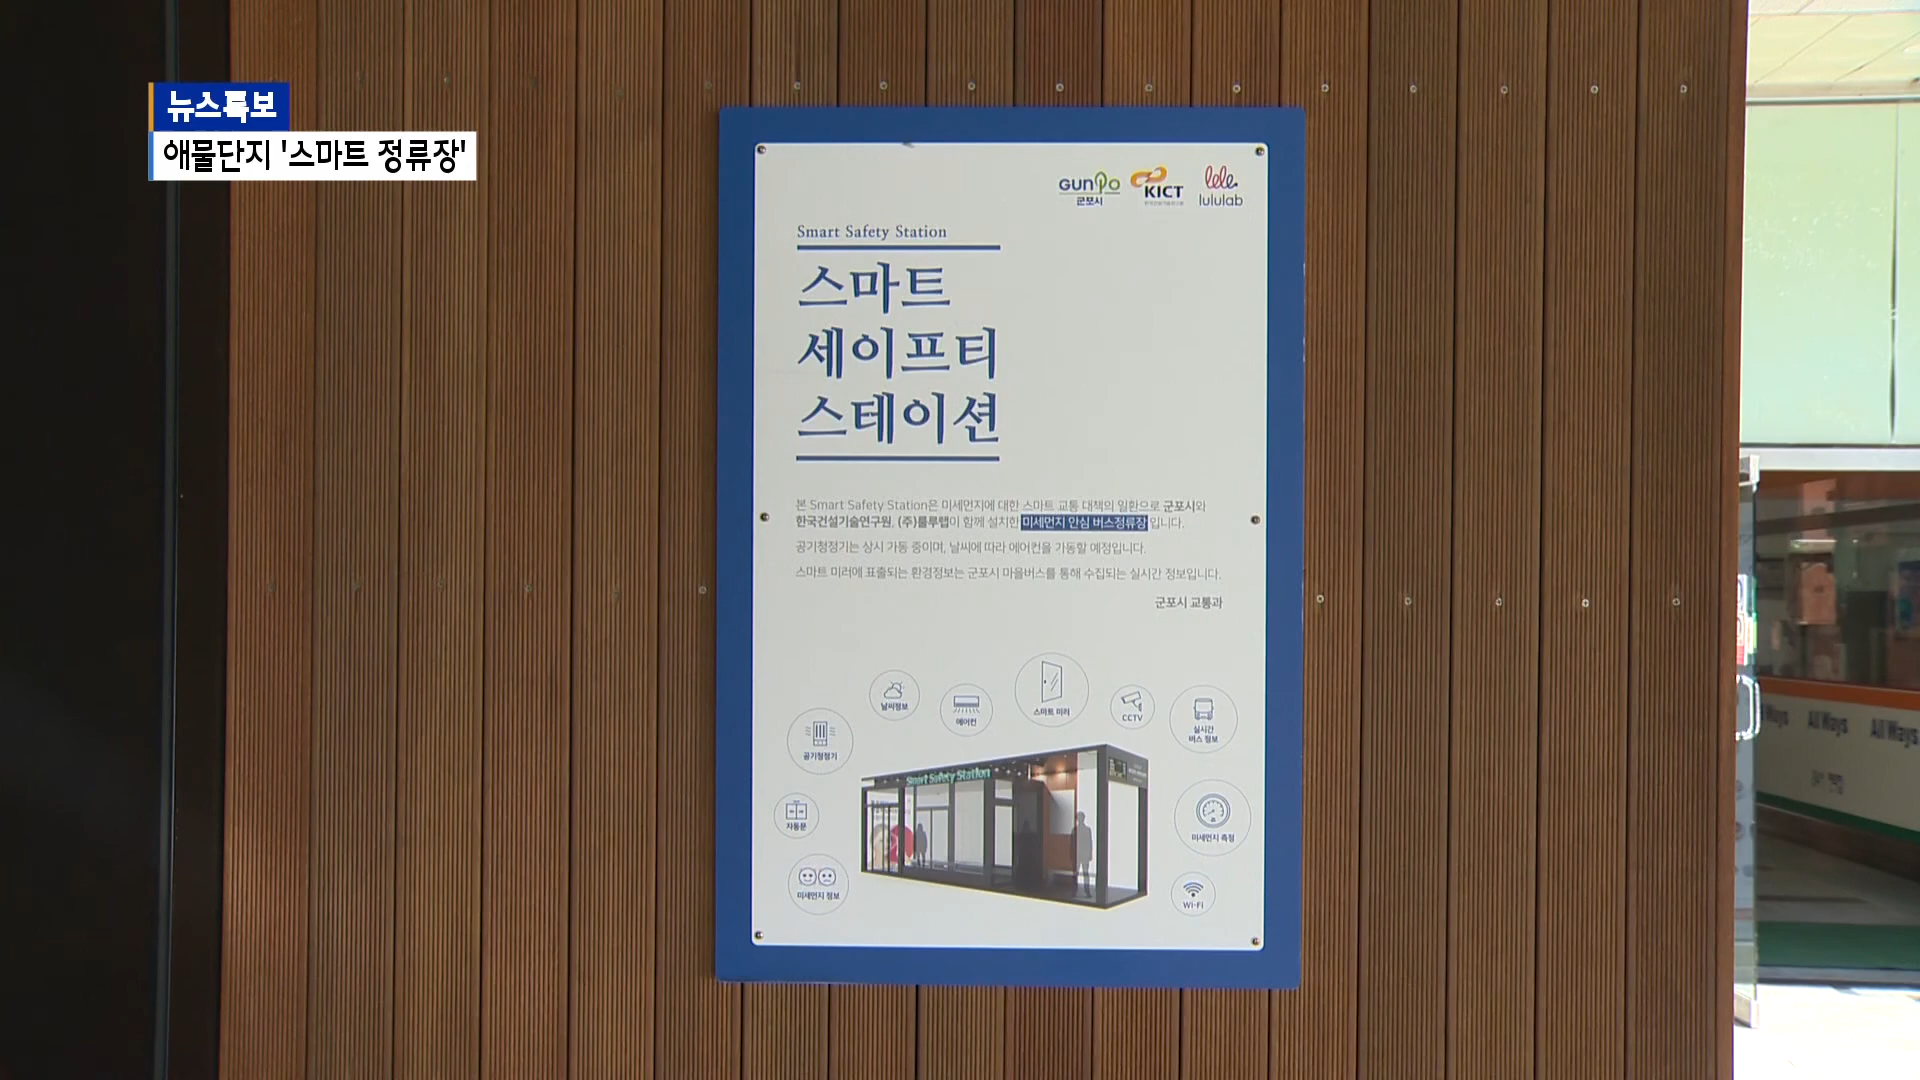 뉴스특보
애물단지 '스마트 정류장'
GUNPO
군포시
KICT
lele
lululab
Smart Safety Station
스마트
세이프티
스테이션
본 Smart Safety Station은 미세먼지에 대한 스마트 교통 대책의 일환으로 군포시와
한국건설기술연구원, (주)룰루랩이 함께 설치한 미세먼지 안심 버스정류장 입니다.
공기청정기는 상시 가동 중이며, 날씨에 따라 에어컨을 가동할 예정입니다.
스마트 미러에 표출되는 환경정보는 군포시 마을버스를 통해 수집되는 실시간 정보입니다.
군포시 교통과
날씨정보
에어컨
스마트 미러
CCTV
실시간
버스 정보
공기청정기
자동문
미세먼지 정보
미세먼지 측정
Wi-Fi
Smart Safety Station
All Ways
All Ways